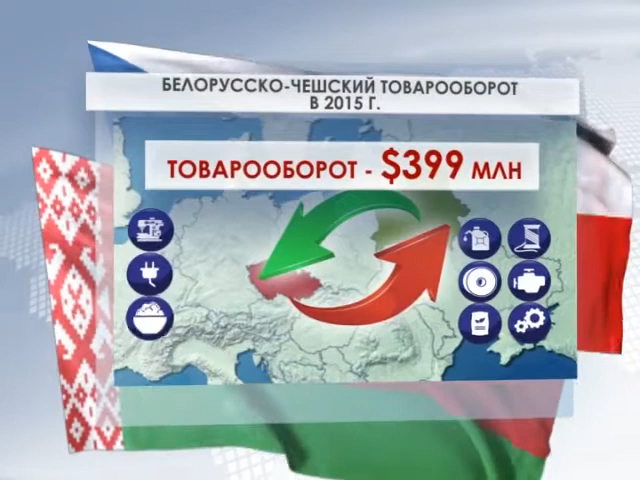 БЕЛОРУССКО-ЧЕШСКИЙ ТОВАРООБОРОТ
В 2015 Г.
ТОВАРООБОРОТ - $399 МЛН